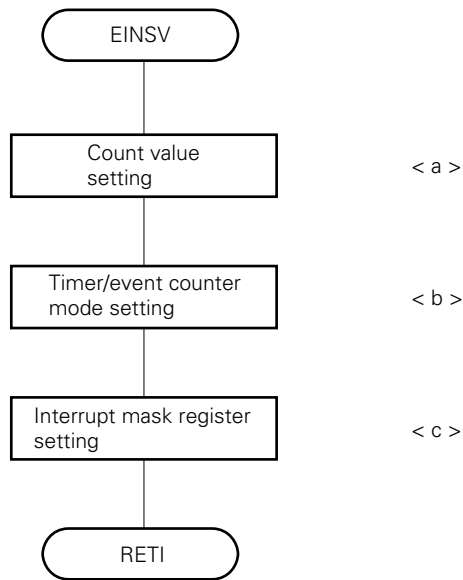 EINSV
Count value
setting
< a >
Timer/event counter
mode setting
< b >
Interrupt mask register
setting
< c >
RETI